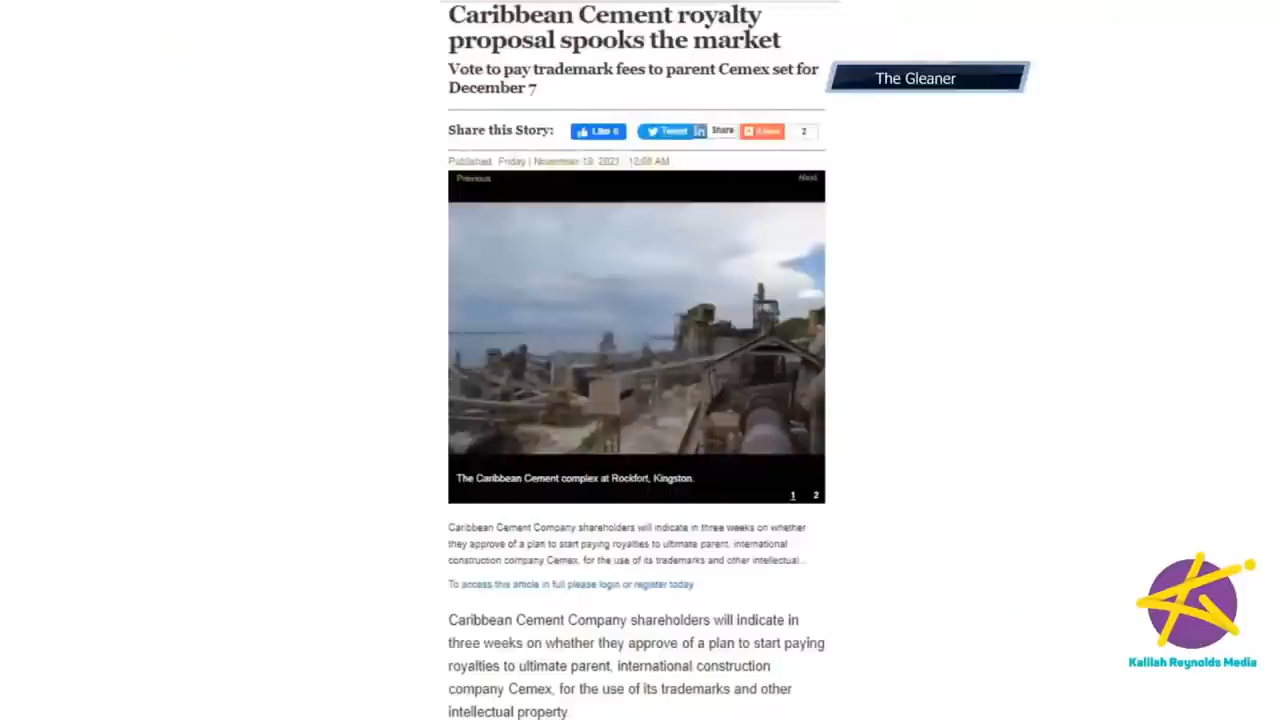 Caribbean Cement royalty
proposal spooks the market
Vote to pay trademark fees to parent Cemex set for
December 7
The Gleaner
Share this Story:
Like 6
Tweet
in
Share
Share
2
Published: Friday | November 19, 2021 | 12:08 AM
Previous
Next
The Caribbean Cement complex at Rockfort, Kingston.
1 2
Caribbean Cement Company shareholders will indicate in three weeks on whether
they approve of a plan to start paying royalties to ultimate parent, international
construction company Cemex, for the use of its trademarks and other intellectual...
To access this article in full please login or register today
Caribbean Cement Company shareholders will indicate in
three weeks on whether they approve of a plan to start paying
royalties to ultimate parent, international construction
company Cemex, for the use of its trademarks and other
intellectual property
Kalilah Reynolds Media